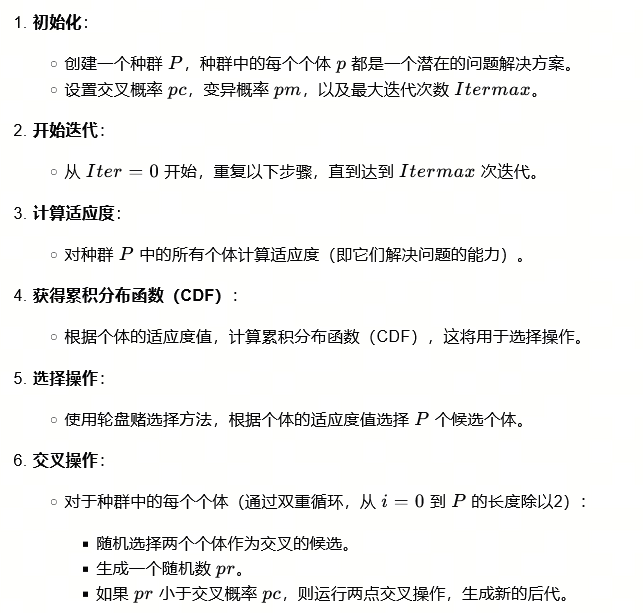 1. 初始化：
◦ 创建一个种群 P，种群中的每个个体 p 都是一个潜在的问题解决方案。
◦ 设置交叉概率 pc，变异概率 pm，以及最大迭代次数 Itermax。
2. 开始迭代：
◦ 从 Iter = 0 开始，重复以下步骤，直到达到 Itermax 次迭代。
3. 计算适应度：
◦ 对种群 P 中的所有个体计算适应度（即它们解决问题的能力）。
4. 获得累积分布函数（CDF）：
◦ 根据个体的适应度值，计算累积分布函数（CDF），这将用于选择操作。
5. 选择操作：
◦ 使用轮盘赌选择方法，根据个体的适应度值选择 P 个候选个体。
6. 交叉操作：
◦ 对于种群中的每个个体（通过双重循环，从 i = 0 到 P 的长度除以2）：
▪ 随机选择两个个体作为交叉的候选。
▪ 生成一个随机数 pr。
▪ 如果 pr 小于交叉概率 pc，则运行两点交叉操作，生成新的后代。